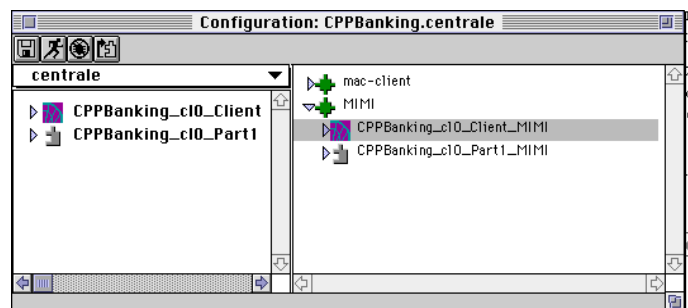 Configuration: CPPBanking.centrale
centrale
CPPBanking_cl0_Client
CPPBanking_cl0_Part1
mac-client
MIMI
CPPBanking_cl0_Client_MIMI
CPPBanking_cl0_Part1_MIMI